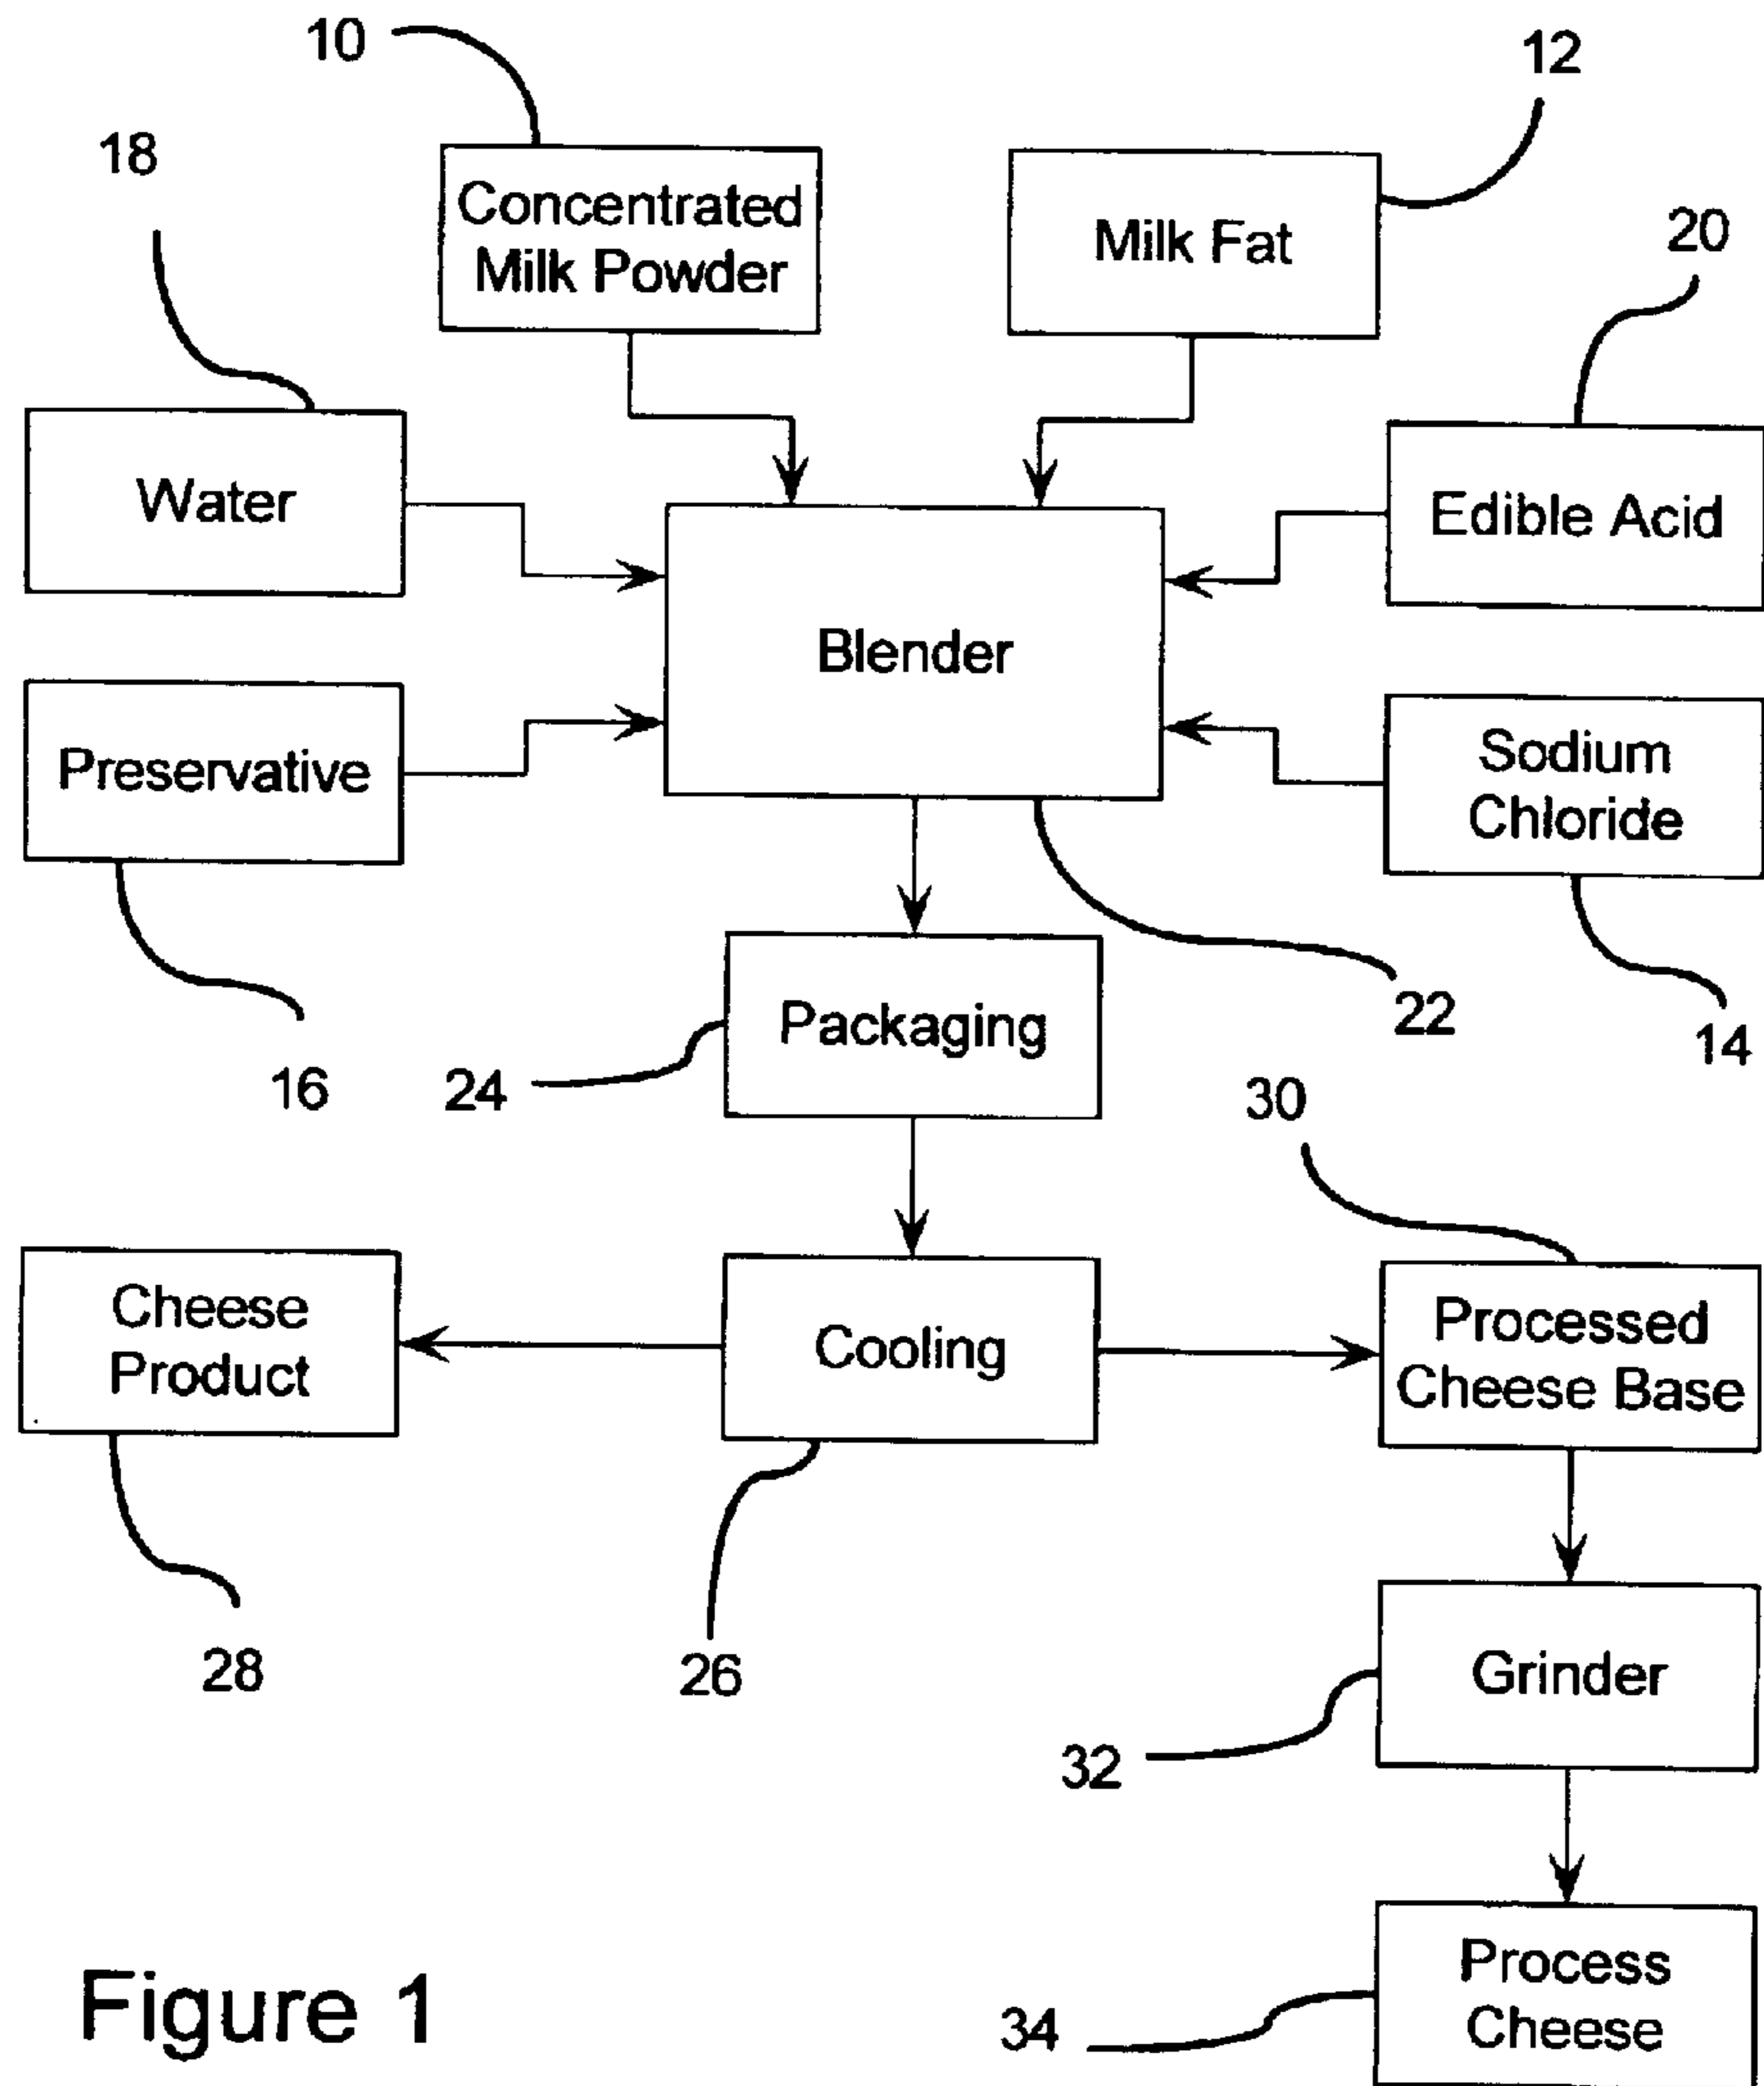 10
12
18
Concentrated
Milk Powder
Milk Fat
20
Water
Edible Acid
Blender
Preservative
Sodium
Chloride
22
14
Packaging
16
24
30
Cheese
Product
Cooling
Processed
Cheese Base
28
26
Grinder
32
Process
Cheese
34
Figure 1